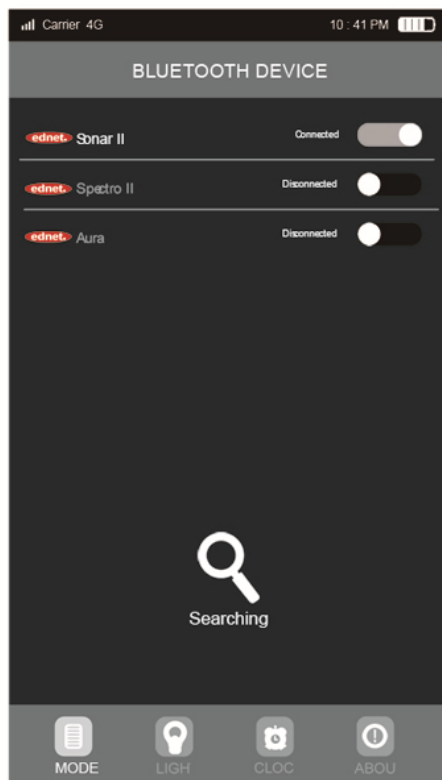 Carrier 4G 10 : 41 PM
BLUETOOTH DEVICE
ednet. Sonar II Connected
ednet. Spectro II Disconnected
ednet. Aura Disconnected
Searching
MODE LIGH CLOC ABOU